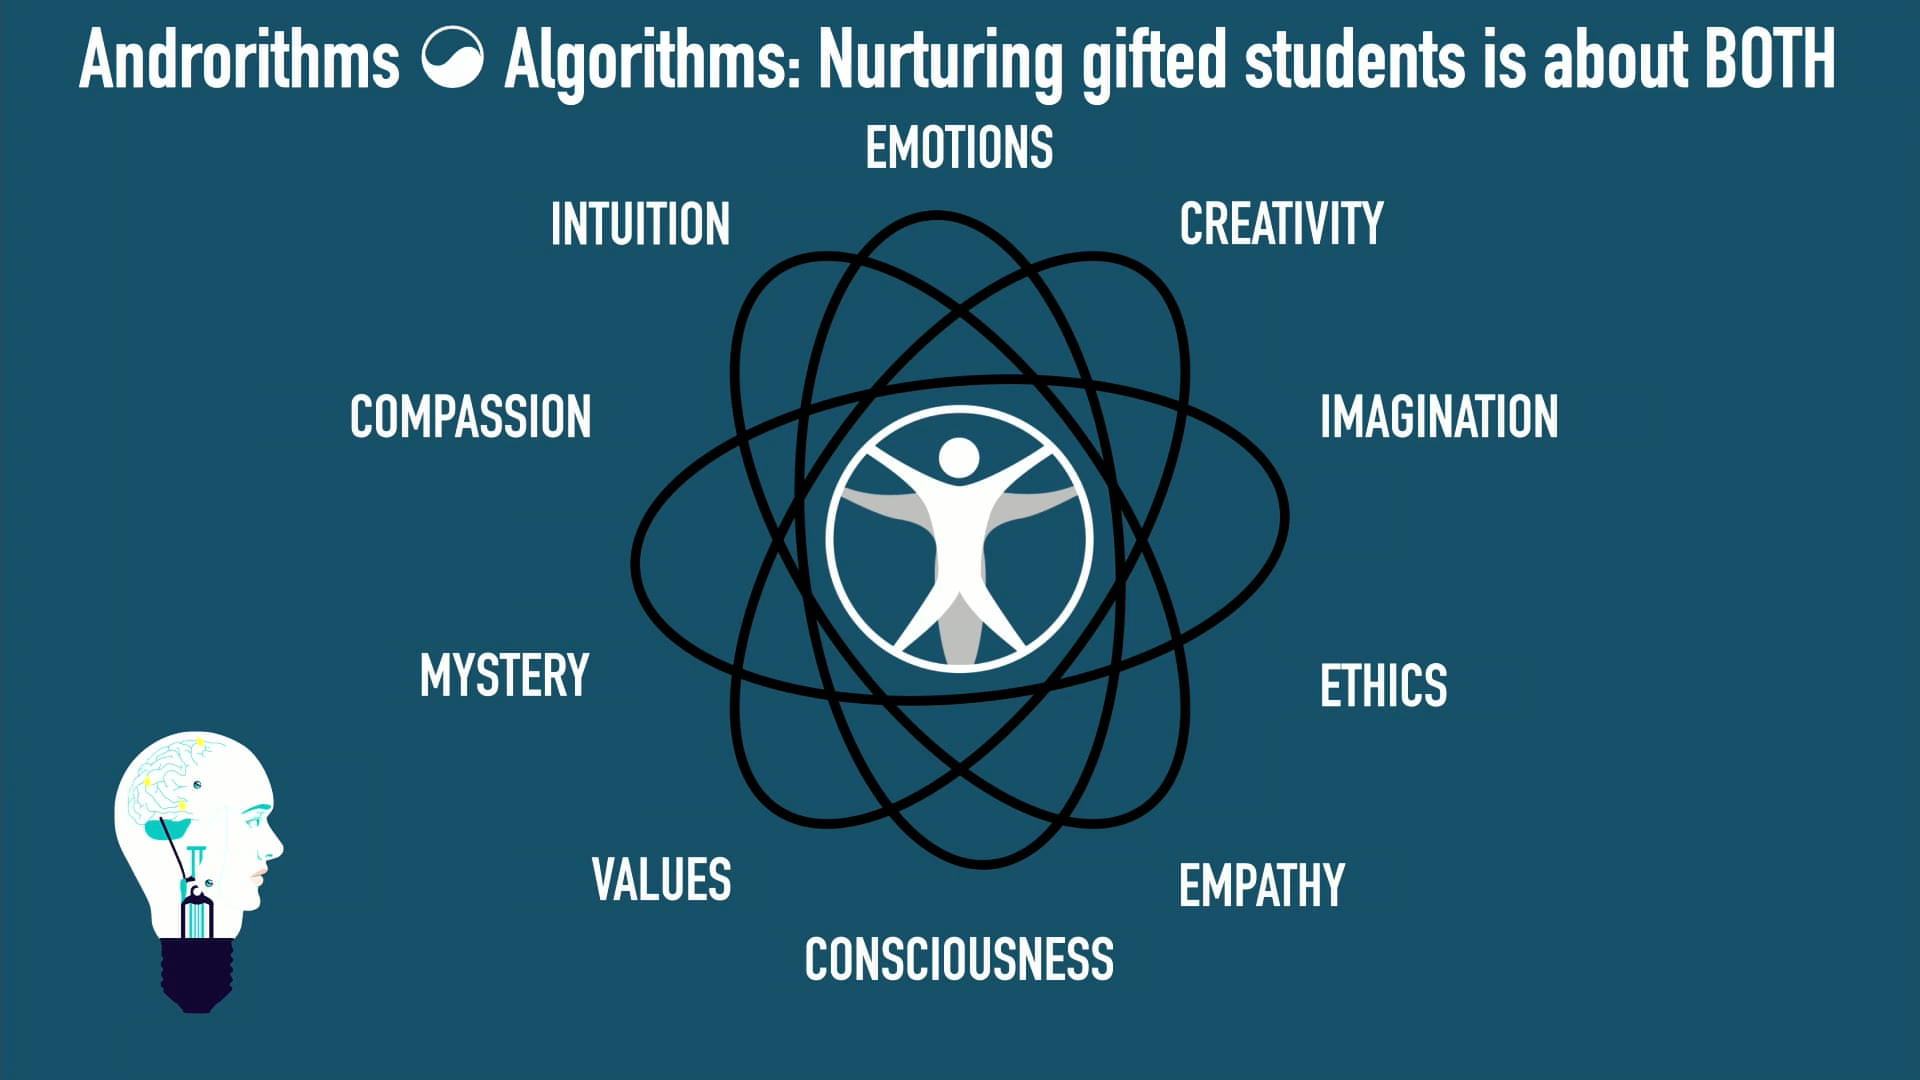 Androrithms Algorithms: Nurturing gifted students is about BOTH
EMOTIONS
INTUITION
CREATIVITY
COMPASSION
IMAGINATION
MYSTERY
ETHICS
VALUES
EMPATHY
CONSCIOUSNESS